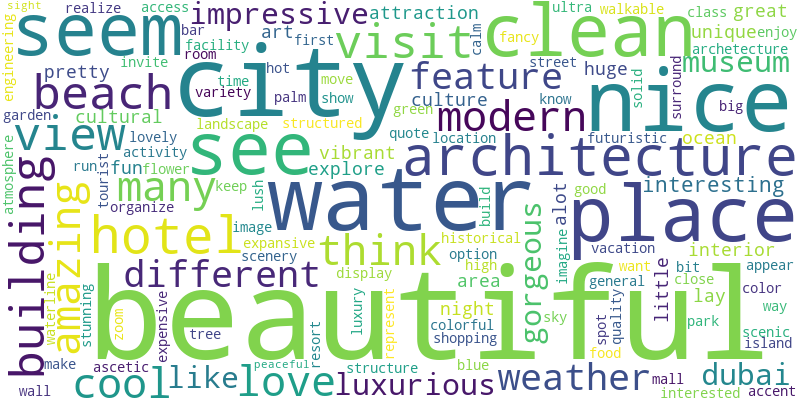 sight
realize
access
impressive
attraction
ultra
walkable
class
great
seem
bar
art
first
visit
calm
clean
fancy
unique
enjoy
engineering
facility
room
archetecture
invite
city
hot
move
street
huge
solid
surround
museum
pretty
time
feature
beach
variety
palm
show
culture
know
nice
big
garden
cultural
landscape
structured
green
modern
view
lovely
see
quote
location
futuristic
ocean
atmosphere
activity
vibrant
architecture
run
fun
flower
tourist
explore
many
keep
lush
water
build
good
interesting
building
amazing
organize
image
historical
gorgeous
imagine
alot
place
hotel
expansive
think
scenery
option
vacation
interior
different
display
high
want
bit
appear
area
general
close
waterline
stunning
zoom
expensive
beautiful
luxury
represent
night
colorful
shopping
sky
spot
quality
little
lay
color
way
park
scenic
island
tree
resort
food
make
ascetic
peaceful
structure
blue
mall
dubai
wall
cool
like
love
luxurious
weather
interested
accent